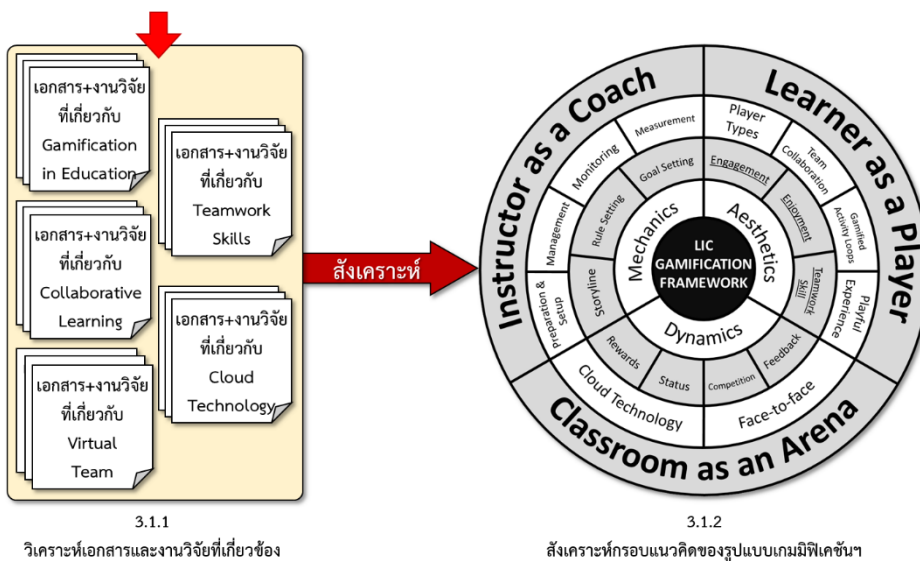 เอกสาร+งานวิจัย
ที่เกี่ยวกับ
Gamification
in Education
เอกสาร+งานวิจัย
ที่เกี่ยวกับ
Teamwork
Skills
เอกสาร+งานวิจัย
ที่เกี่ยวกับ
Collaborative
Learning
เอกสาร+งานวิจัย
ที่เกี่ยวกับ
Cloud
Technology
เอกสาร+งานวิจัย
ที่เกี่ยวกับ
Virtual
Team
3.1.1
วิเคราะห์เอกสารและงานวิจัยที่เกี่ยวข้อง
สังเคราะห์
Instructor as a Coach
Learner as a Player
Classroom as an Arena
Preparation &
Setup
Management
Monitoring
Measurement
Player
Types
Team
Collaboration
Gamified
Activity Loops
Playful
Experience
Face-to-face
Cloud Technology
Storyline
Rule Setting
Goal Setting
Engagement
Enjoyment
Teamwork
Skill
Feedback
Competition
Status
Rewards
Mechanics
Aesthetics
Dynamics
LIC
GAMIFICATION
FRAMEWORK
3.1.2
สังเคราะห์กรอบแนวคิดของรูปแบบเกมมิฟิเคชันฯ